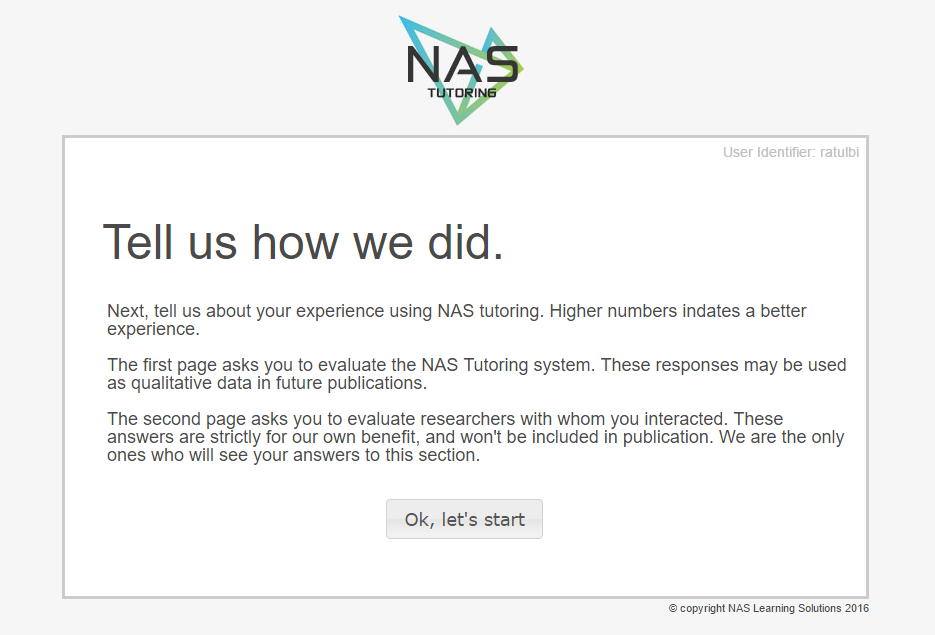 NAS
TUTORING
User Identifier: ratulbi
Tell us how we did.
Next, tell us about your experience using NAS tutoring. Higher numbers indates a better
experience.
The first page asks you to evaluate the NAS Tutoring system. These responses may be used
as qualitative data in future publications.
The second page asks you to evaluate researchers with whom you interacted. These
answers are strictly for our own benefit, and won't be included in publication. We are the only
ones who will see your answers to this section.
Ok, let's start
© copyright NAS Learning Solutions 2016